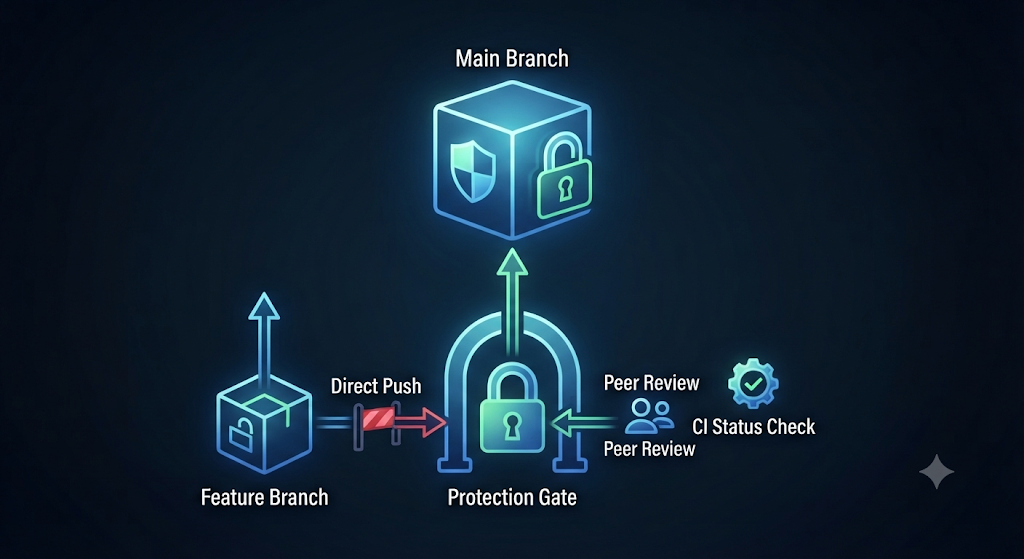 Main Branch
Direct Push
Peer Review
CI Status Check
Peer Review
Feature Branch
Protection Gate